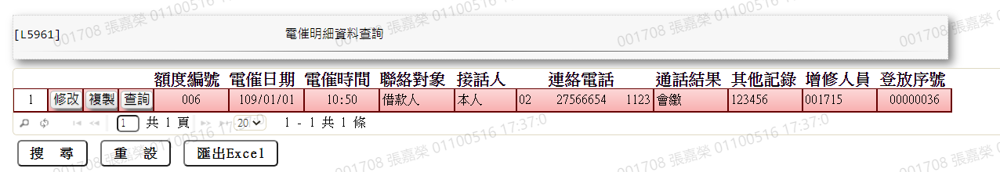 [L5961] 電催明細資料查詢
額度編號 電催日期 電催時間 聯絡對象 接話人 連絡電話 通話結果 其他記錄 增修人員 登放序號
1 修改 複製 查詢 006 109/01/01 10:50 借款人 本人 02 27566654 1123 會繳 123456 001715 00000036
1 共 1 頁 20 1 - 1 共 1 條
搜 尋 重 設 匯出Excel
001708 張嘉榮 01100516 17:37:0